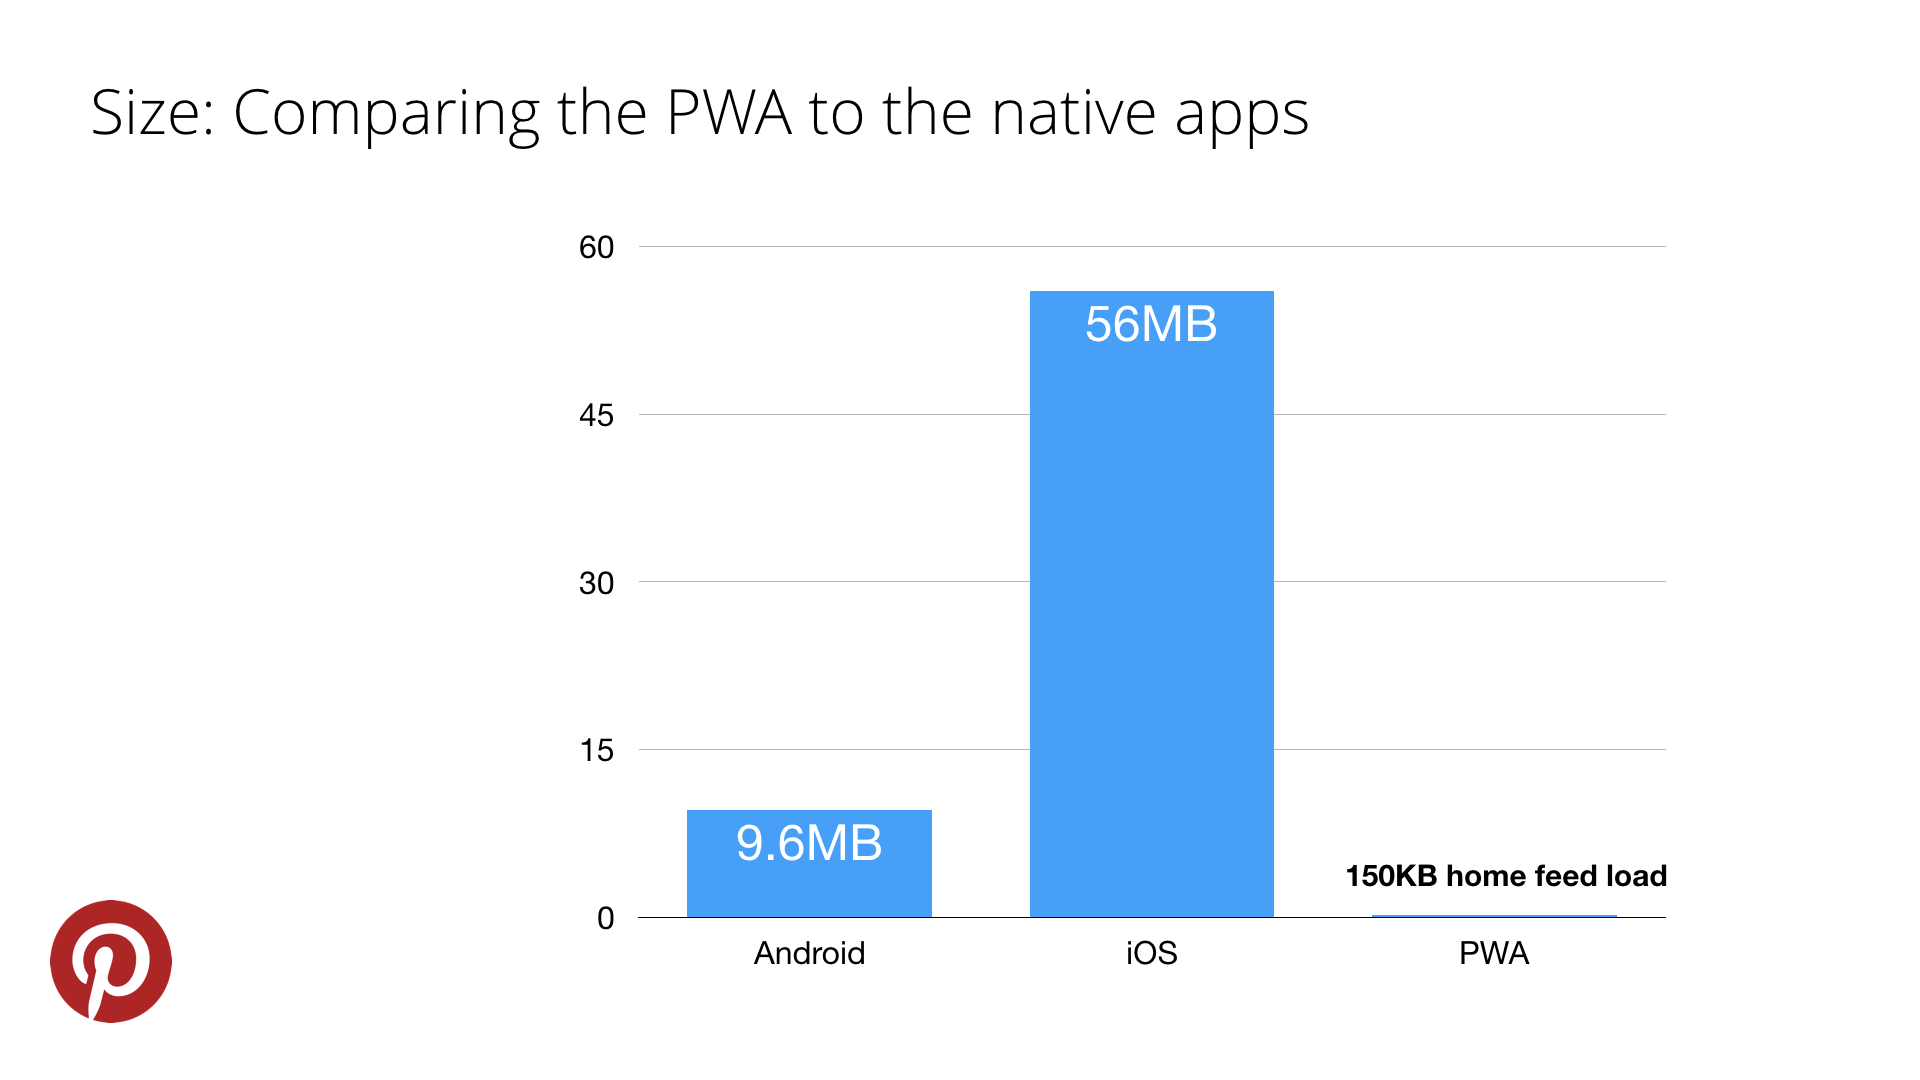 Size: Comparing the PWA to the native apps
60
45
30
15
0
56MB
9.6MB
150KB home feed load
Android
iOS
PWA